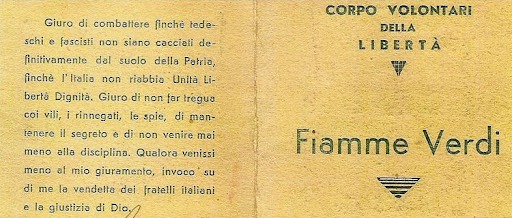 Giuro di combattere finchè tede-
schi e fascisti non siano cacciati de-
finitivamente dal suolo della Patria,
finchè l'Italia non riabbia Unità Li-
bertà Dignità. Giuro di non far tregua
coi vili, i rinnegati, le spie, di man-
tenere il segreto e di non venire mai
meno alla disciplina. Qualora venissi
meno al mio giuramento, invoco su
di me la vendetta dei fratelli italiani
e la giustizia di Dio.
CORPO VOLONTARI
DELLA
LIBERTÀ
Fiamme Verdi